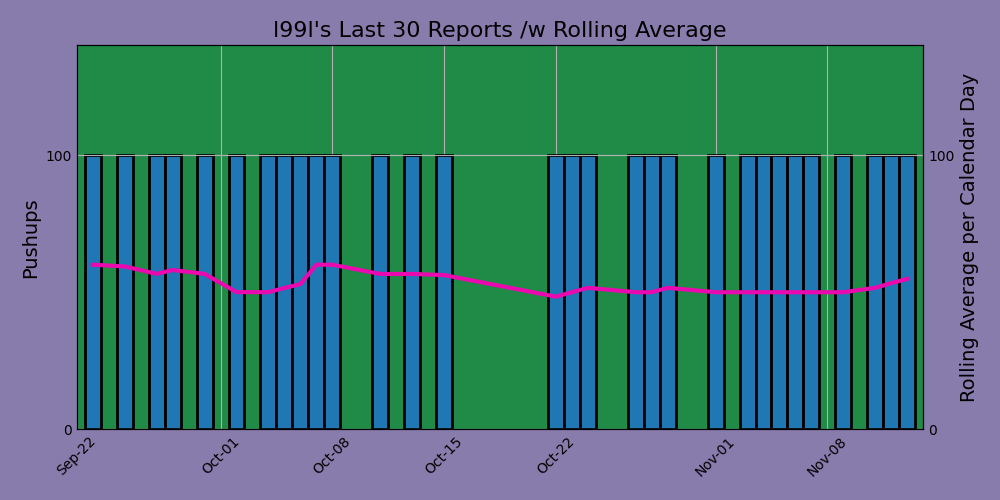 I99I's Last 30 Reports /w Rolling Average
Pushups
100
0
100
0
Rolling Average per Calendar Day
Sep-22
Oct-01
Oct-08
Oct-15
Oct-22
Nov-01
Nov-08